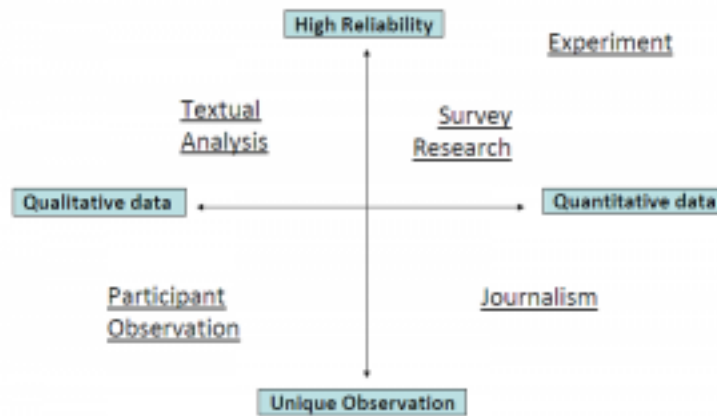 High Reliability
Experiment
Textual
Analysis
Survey
Research
Qualitative data
Quantitative data
Participant
Observation
Journalism
Unique Observation